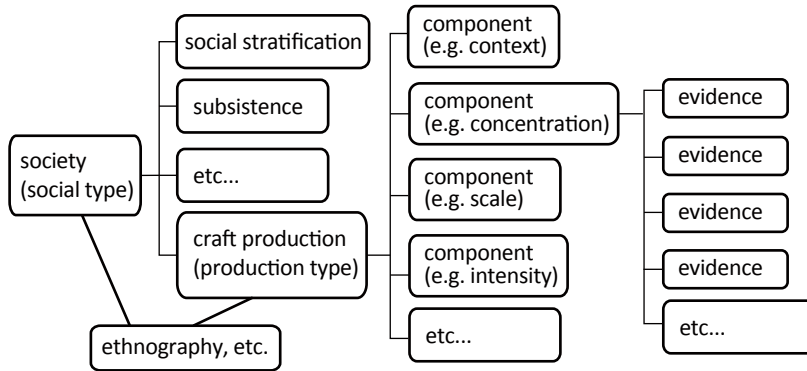 society
(social type)
social stratification
subsistence
etc...
craft production
(production type)
ethnography, etc.
component
(e.g. context)
component
(e.g. concentration)
component
(e.g. scale)
component
(e.g. intensity)
etc...
evidence
evidence
evidence
evidence
etc...